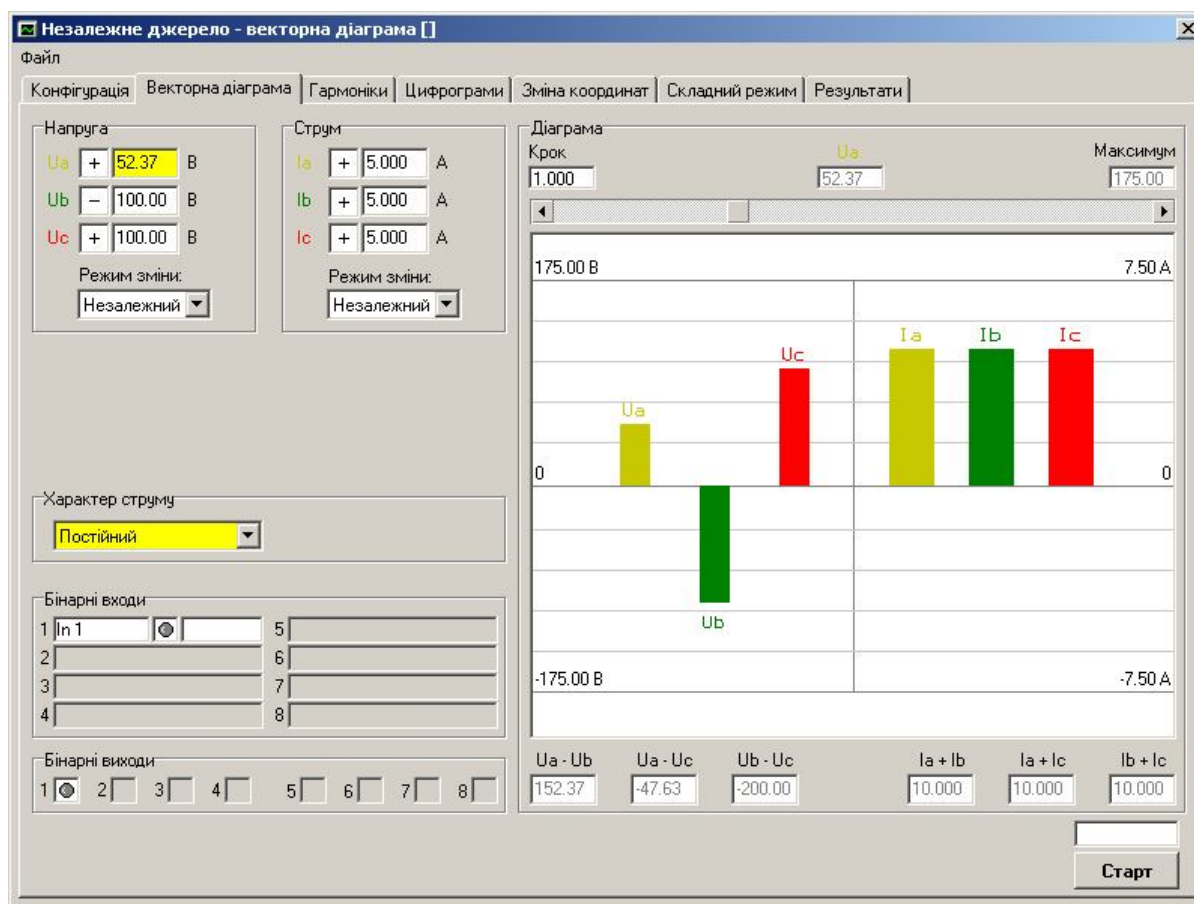 Незалежне джерело - векторна діаграма []
Файл
Конфігурація Векторна діаграма Гармоніки Цифрограми Зміна координат Складний режим Результати
Напруга
Ua + 52.37 В
Ub – 100.00 В
Uc + 100.00 В
Режим зміни:
Незалежний
Струм
Ia + 5.000 А
Ib + 5.000 А
Ic + 5.000 А
Режим зміни:
Незалежний
Характер струму
Постійний
Бінарні входи
1 In 1 5
2 6
3 7
4 8
Бінарні виходи
1 2 3 4 5 6 7 8
Діаграма
Крок Ua Максимум
1.000 52.37 175.00
175.00 В 7.50 А
Ia Ib Ic
Uc
Ua
0 0
Ub
-175.00 В -7.50 А
Ua - Ub Ua - Uc Ub - Uc Ia + Ib Ia + Ic Ib + Ic
152.37 -47.63 -200.00 10.000 10.000 10.000
Старт